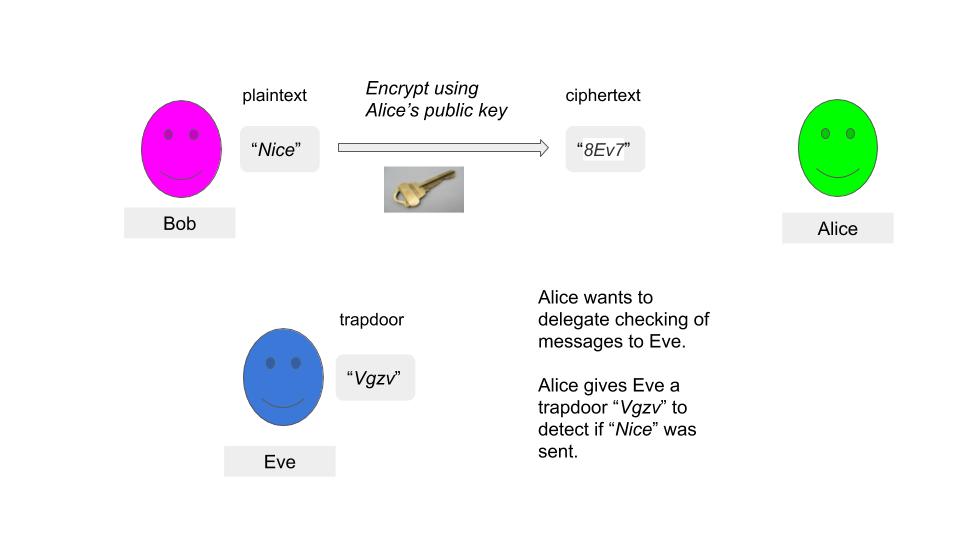 plaintext
Encrypt using
Alice’s public key
ciphertext
“Nice”
“8Ev7”
Bob
Alice
trapdoor
“Vgzv”
Eve
Alice wants to
delegate checking of
messages to Eve.
Alice gives Eve a
trapdoor “Vgzv” to
detect if “Nice” was
sent.